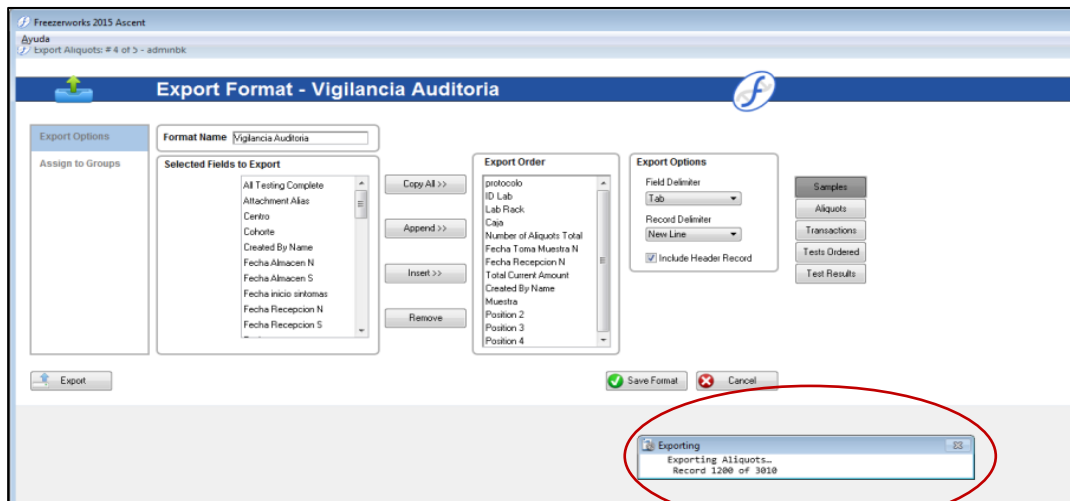 Freezerworks 2015 Ascent
Ayuda
Export Aliquots: # 4 of 5 - adminbk
Export Format - Vigilancia Auditoria
Export Options
Assign to Groups
Format Name Vigilancia Auditoria
Selected Fields to Export
All Testing Complete
Attachment Alias
Centro
Cohorte
Created By Name
Fecha Almacen N
Fecha Almacen S
Fecha inicio sintomas
Fecha Recepcion N
Fecha Recepcion S
Copy All >>
Append >>
Insert >>
Remove
Export Order
protocolo
ID Lab
Lab Rack
Caja
Number of Aliquots Total
Fecha Toma Muestra N
Fecha Recepcion N
Total Current Amount
Created By Name
Muestra
Position 2
Position 3
Position 4
Export Options
Field Delimiter
Tab
Record Delimiter
New Line
Include Header Record
Samples
Aliquots
Transactions
Tests Ordered
Test Results
Export
Save Format
Cancel
Exporting
Exporting Aliquots…
Record 1200 of 3010